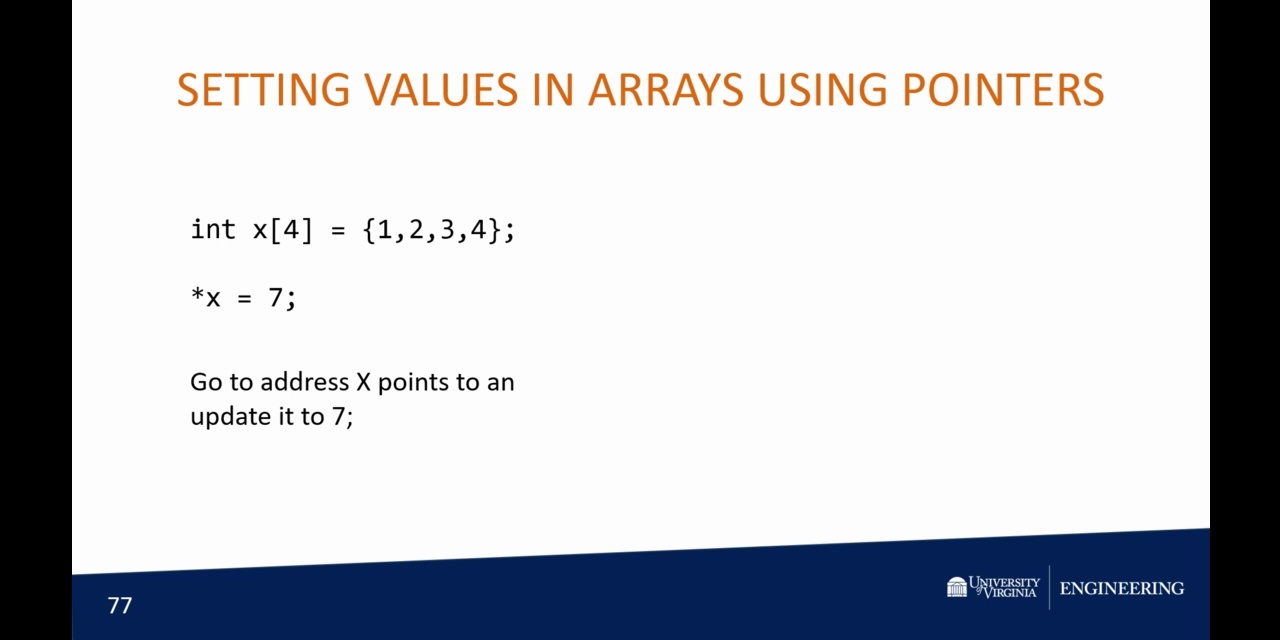 SETTING VALUES IN ARRAYS USING POINTERS
int x[4] = {1,2,3,4};
*x = 7;
Go to address X points to an
update it to 7;
77
UNIVERSITY of VIRGINIA
ENGINEERING